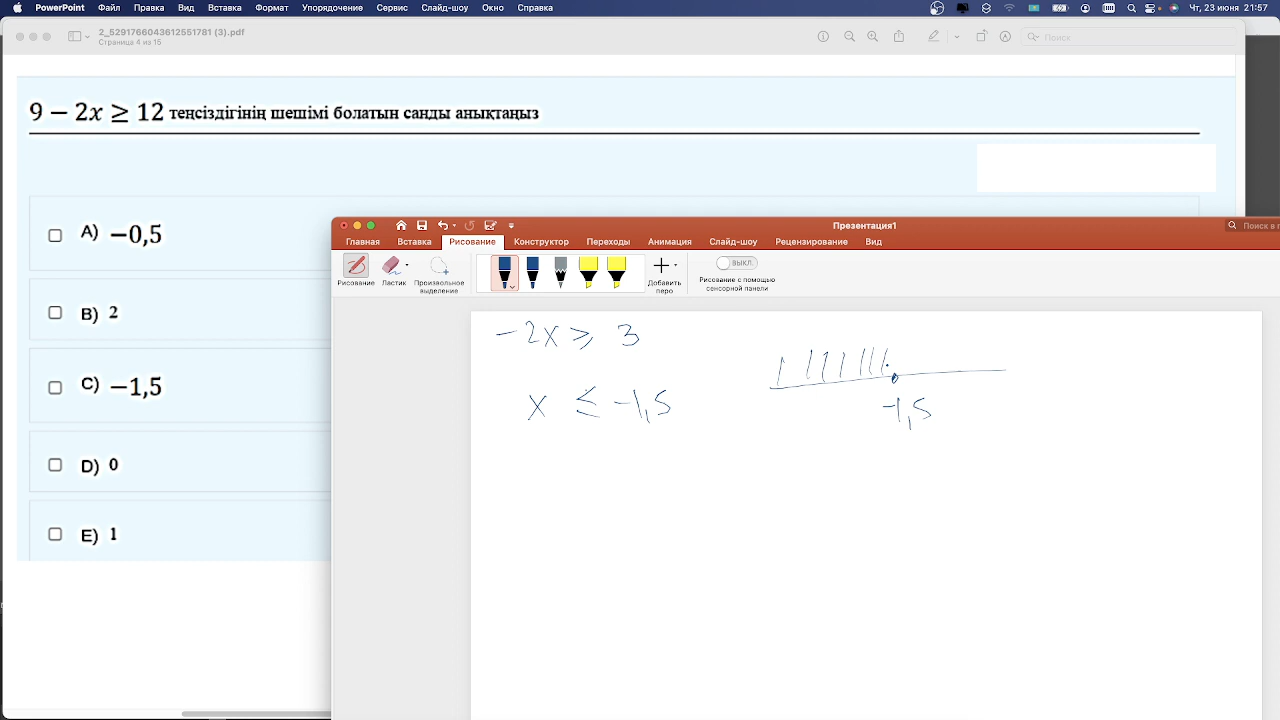 PowerPoint Файл Правка Вид Вставка Формат Упорядочение Сервис Слайд-шоу Окно Справка Чт, 23 июня 21:57
2_5291766043612551781 (3).pdf
Страница 4 из 15
Поиск
9 − 2x ≥ 12 теңсіздігінің шешімі болатын санды анықтаңыз
A) −0,5
B) 2
C) −1,5
D) 0
E) 1
Презентация1
Поиск в п
Главная Вставка Рисование Конструктор Переходы Анимация Слайд-шоу Рецензирование Вид
ВЫКЛ.
Рисование Ластик Произвольное выделение Добавить перо Рисование с помощью сенсорной панели
−2x ≥ 3
x ≤ −1,5
−1,5